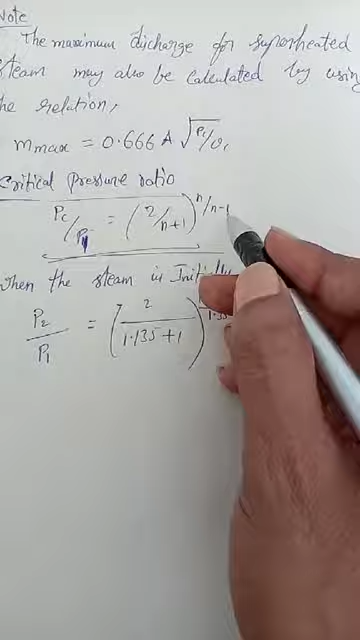 Note
The maximum discharge for superheated
steam may also be calculated by using
the relation,
mmax = 0.666 A √P₁/v₁
Critical Pressure ratio
Pc/P1 = (2/n+1)^n/n-1
when the steam is Initially
P2/P1 = (2/1.135+1)